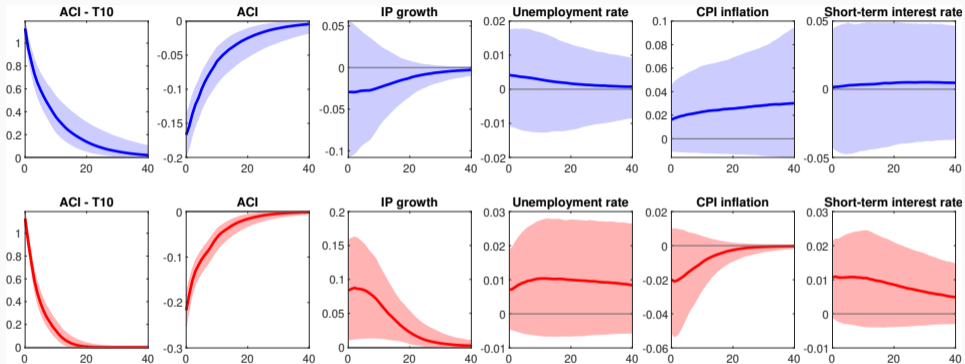 ACI - T10 ACI IP growth Unemployment rate CPI inflation Short-term interest rate
1 0.8 0.6 0.4 0.2 0
0 -0.05 -0.1 -0.15 -0.2
0.05 0 -0.05 -0.1
0.02 0.01 0 -0.01 -0.02
0.1 0.08 0.06 0.04 0.02 0
0.05 0 -0.05
0 20 40 0 20 40 0 20 40 0 20 40 0 20 40 0 20 40
ACI - T10 ACI IP growth Unemployment rate CPI inflation Short-term interest rate
1 0.8 0.6 0.4 0.2 0
0 -0.1 -0.2 -0.3
0.2 0.15 0.1 0.05 0
0.03 0.02 0.01 0 -0.01
0.02 0 -0.02 -0.04 -0.06
0.03 0.02 0.01 0 -0.01
0 20 40 0 20 40 0 20 40 0 20 40 0 20 40 0 20 40